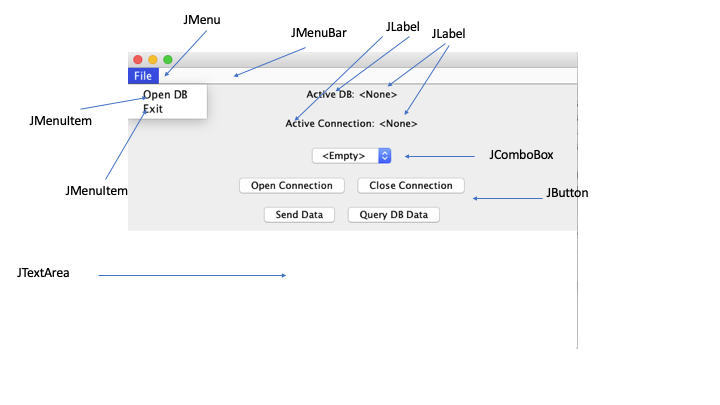 JMenu
JLabel
JMenuBar
JLabel
File
Open DB
Active DB: <None>
Exit
JMenuItem
Active Connection: <None>
<Empty>
JComboBox
Open Connection
Close Connection
JMenuItem
JButton
Send Data
Query DB Data
JTextArea